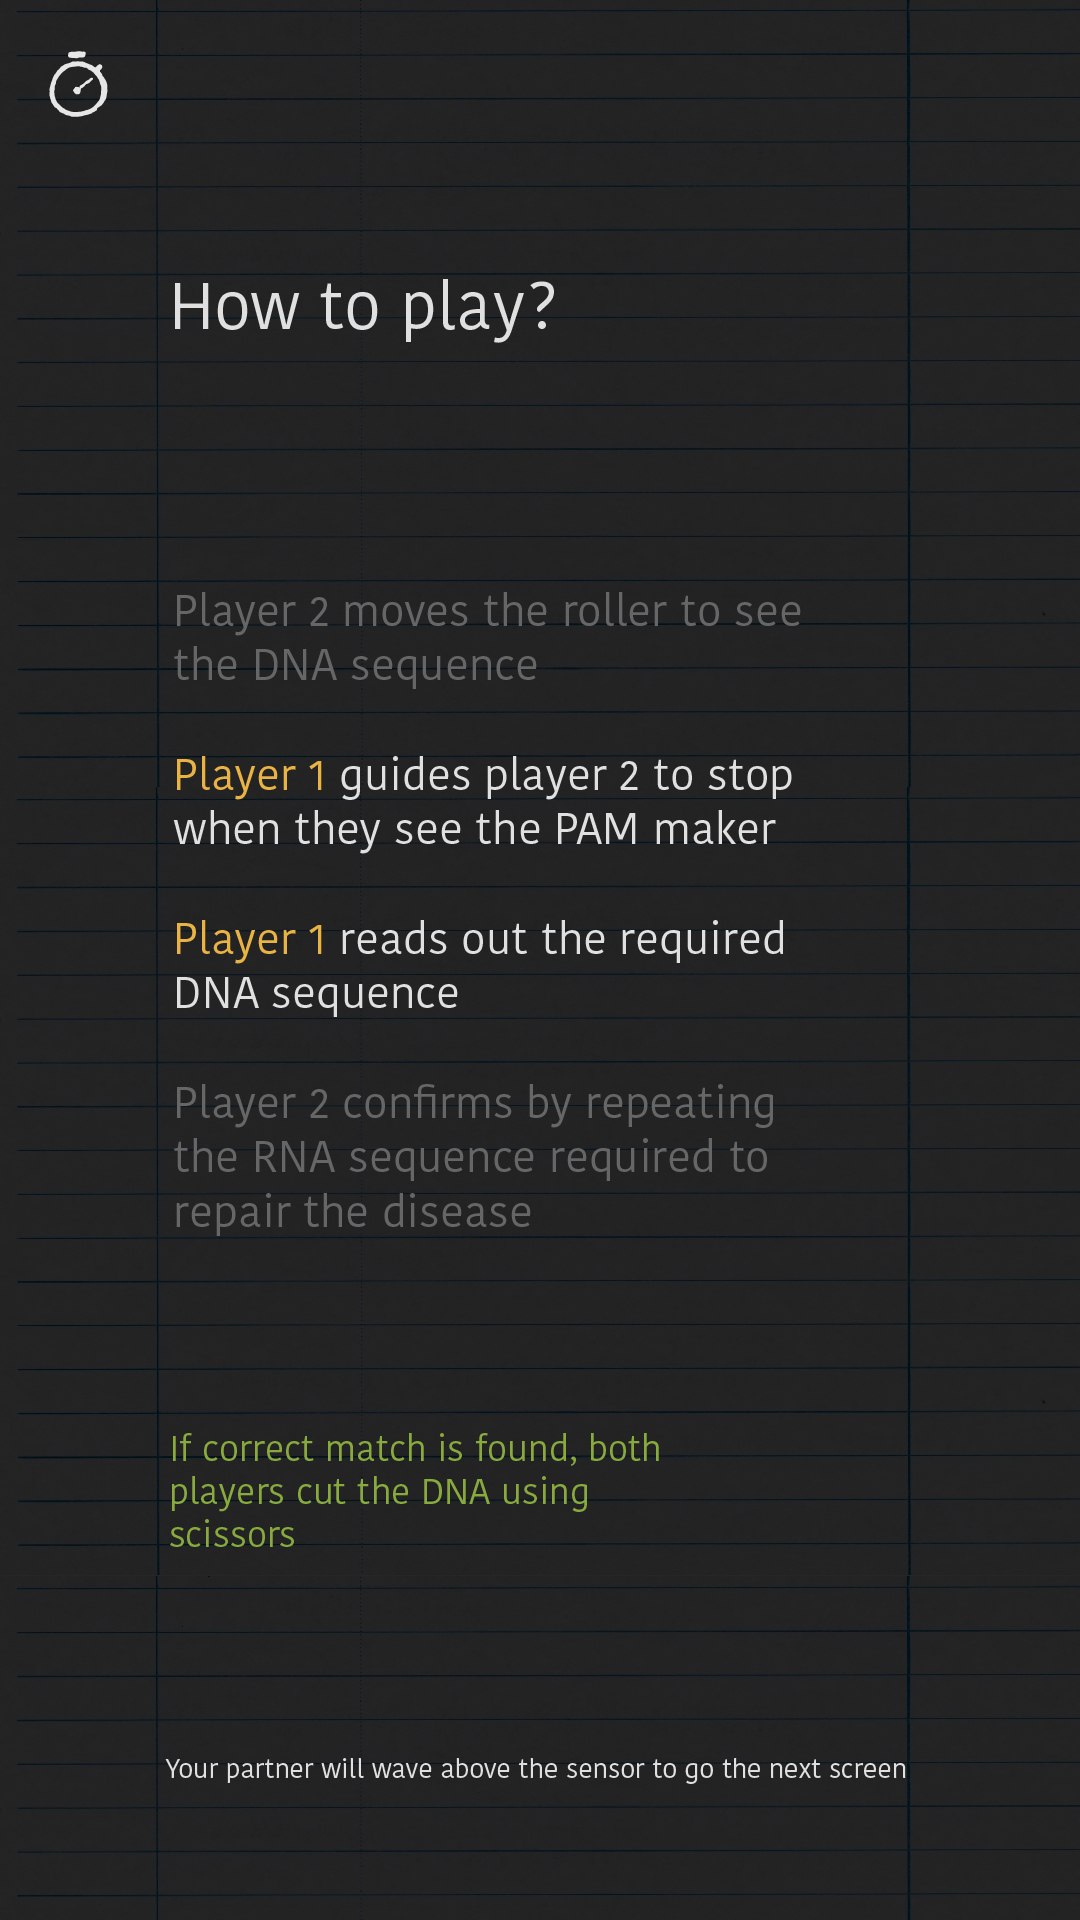 How to play?
Player 2 moves the roller to see
the DNA sequence
Player 1 guides player 2 to stop
when they see the PAM maker
Player 1 reads out the required
DNA sequence
Player 2 confirms by repeating
the RNA sequence required to
repair the disease
If correct match is found, both
players cut the DNA using
scissors
Your partner will wave above the sensor to go the next screen